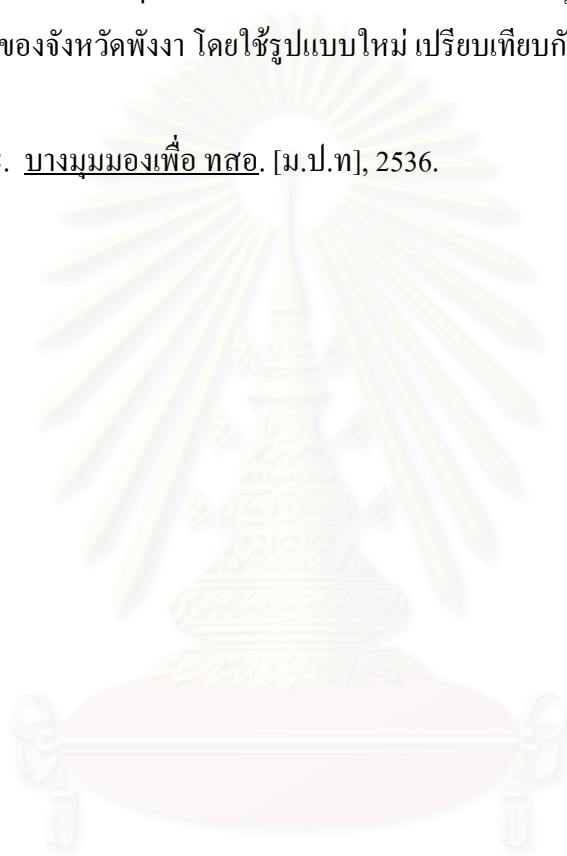 ของจังหวัดพังงา โดยใช้รูปแบบใหม่ เปรียบเทียบกั
. บางมุมมองเพื่อ ทสอ. [ม.ป.ท], 2536.